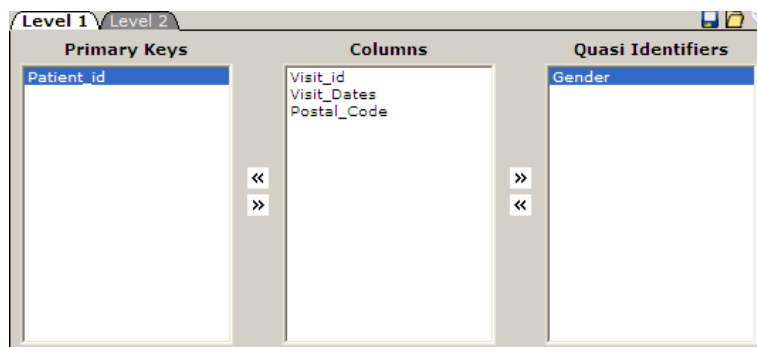 Level 1 Level 2
Primary Keys
Patient_id
«
»
Columns
Visit_id
Visit_Dates
Postal_Code
»
«
Quasi Identifiers
Gender